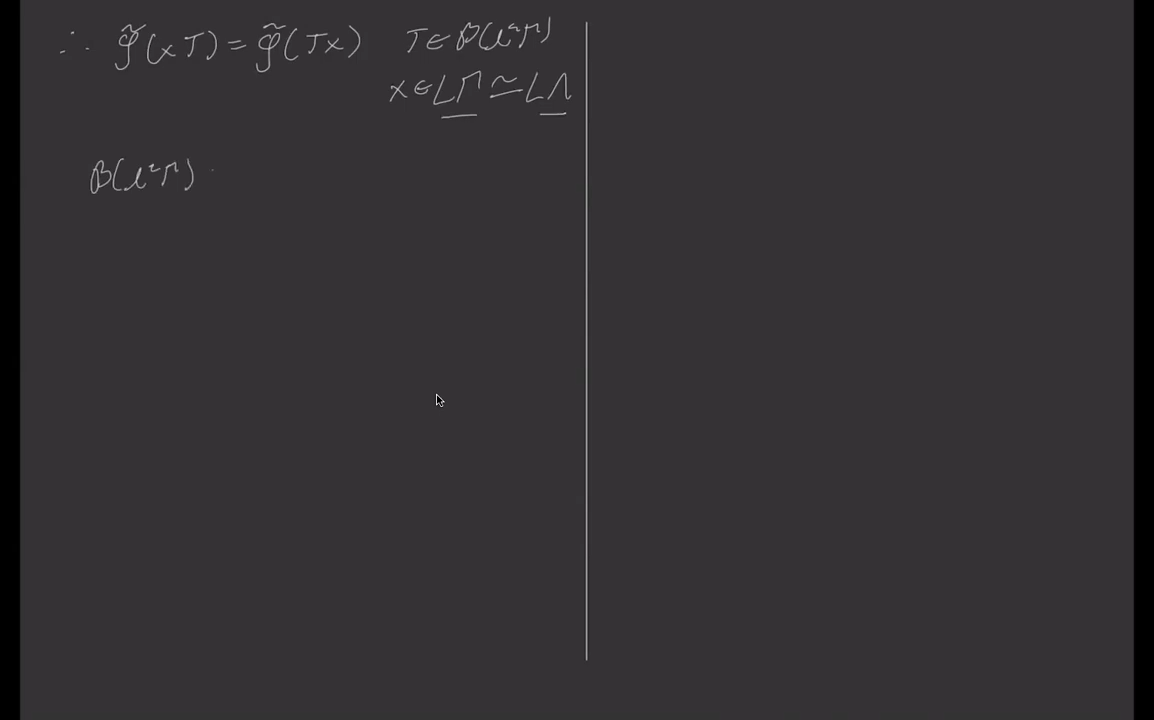 ∴ φ̃(xT) = φ̃(Tx) T ∈ B(ℓ²Γ)
x ∈ LΓ ≃ LΛ
B(ℓ²Γ)